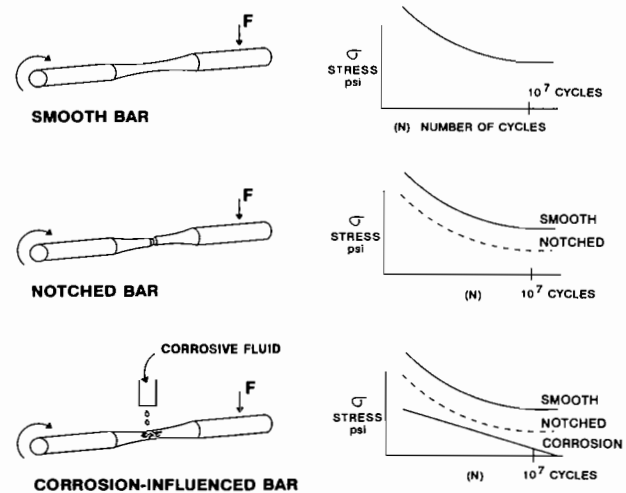 F
SMOOTH BAR
σ
STRESS
psi
10⁷ CYCLES
(N) NUMBER OF CYCLES
F
NOTCHED BAR
σ
STRESS
psi
SMOOTH
NOTCHED
(N) 10⁷ CYCLES
CORROSIVE FLUID
F
CORROSION-INFLUENCED BAR
σ
STRESS
psi
SMOOTH
NOTCHED
CORROSION
(N) 10⁷ CYCLES